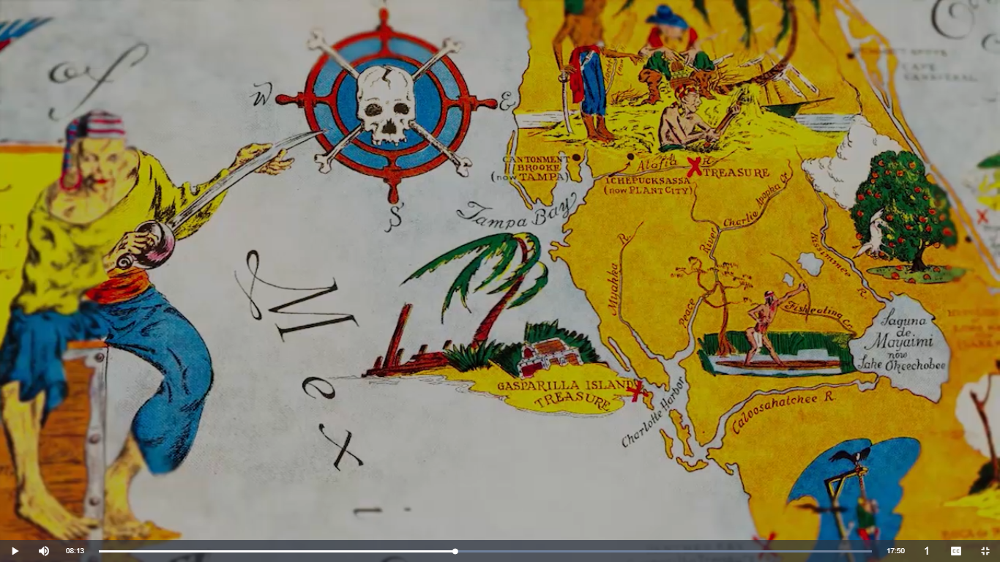 of
W
E
S
CANTONMENT
BROOKE
(now TAMPA)
Alafia R.
TREASURE
ICHEPUCKSASSA
(now PLANT CITY)
Tampa Bay
Charlie Apopka Cr.
Kissimmee R.
Myakka R.
Peace River
Fisheating Cr.
Laguna
de
Mayaimi
now
Lake Okeechobee
M
e
x
i
GASPARILLA ISLAND
TREASURE
Charlotte Harbor
Caloosahatchee R.
08:13
17:50
1
CC